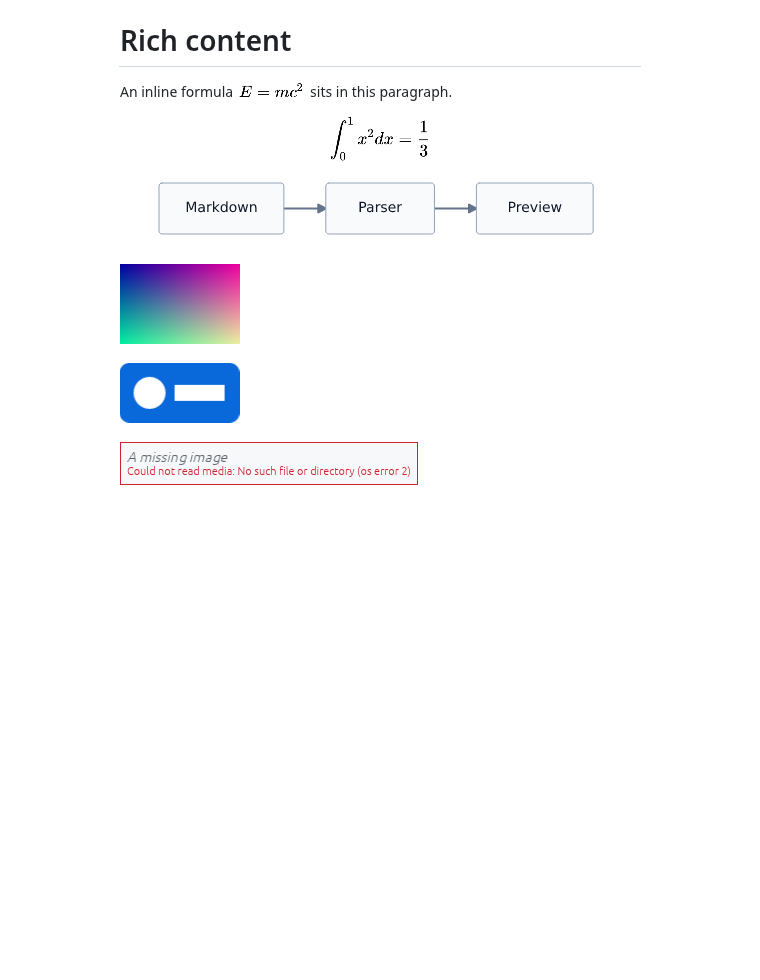 Rich content
An inline formula E = mc² sits in this paragraph.
∫₀¹ x²dx = 1/3
Markdown
Parser
Preview
A missing image
Could not read media: No such file or directory (os error 2)